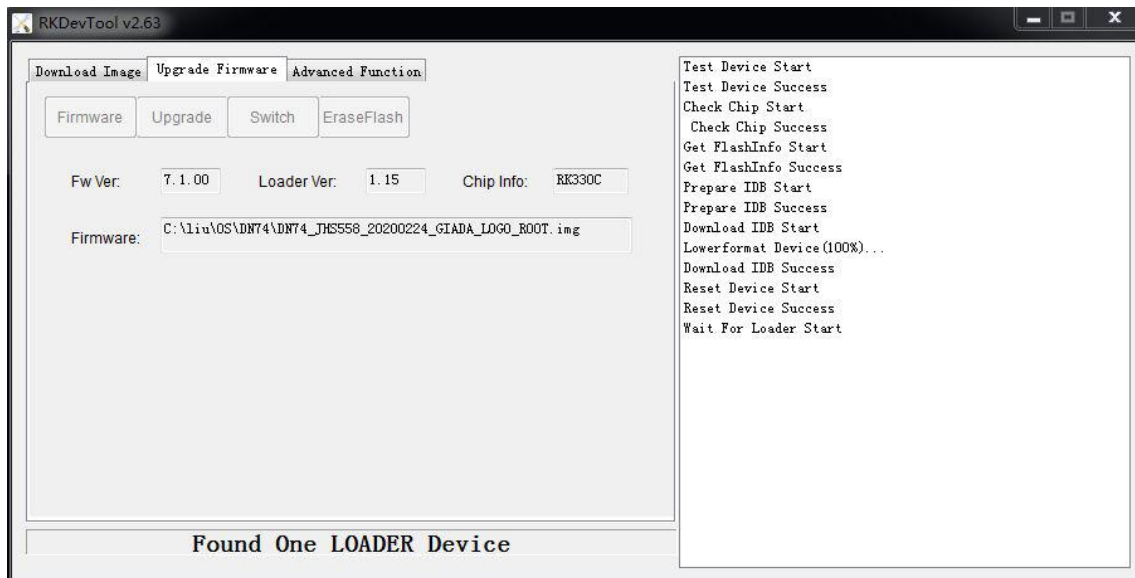 RKDevTool v2.63
Download Image Upgrade Firmware Advanced Function
Firmware Upgrade Switch EraseFlash
Fw Ver: 7.1.00 Loader Ver: 1.15 Chip Info: RK330C
Firmware: C:\liu\OS\DN74\DN74_JHS558_20200224_GIADA_LOGO_ROOT.img
Found One LOADER Device
Test Device Start
Test Device Success
Check Chip Start
Check Chip Success
Get FlashInfo Start
Get FlashInfo Success
Prepare IDB Start
Prepare IDB Success
Download IDB Start
Lowerformat Device(100%)...
Download IDB Success
Reset Device Start
Reset Device Success
Wait For Loader Start